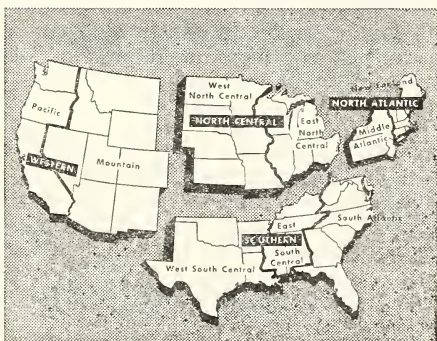 West
North Central
New England
NORTH ATLANTIC
Pacific
NORTH CENTRAL
East
North
Central
Middle
Atlantic
WESTERN
Mountain
East
South Atlantic
SOUTHERN
South
Central
West South Central